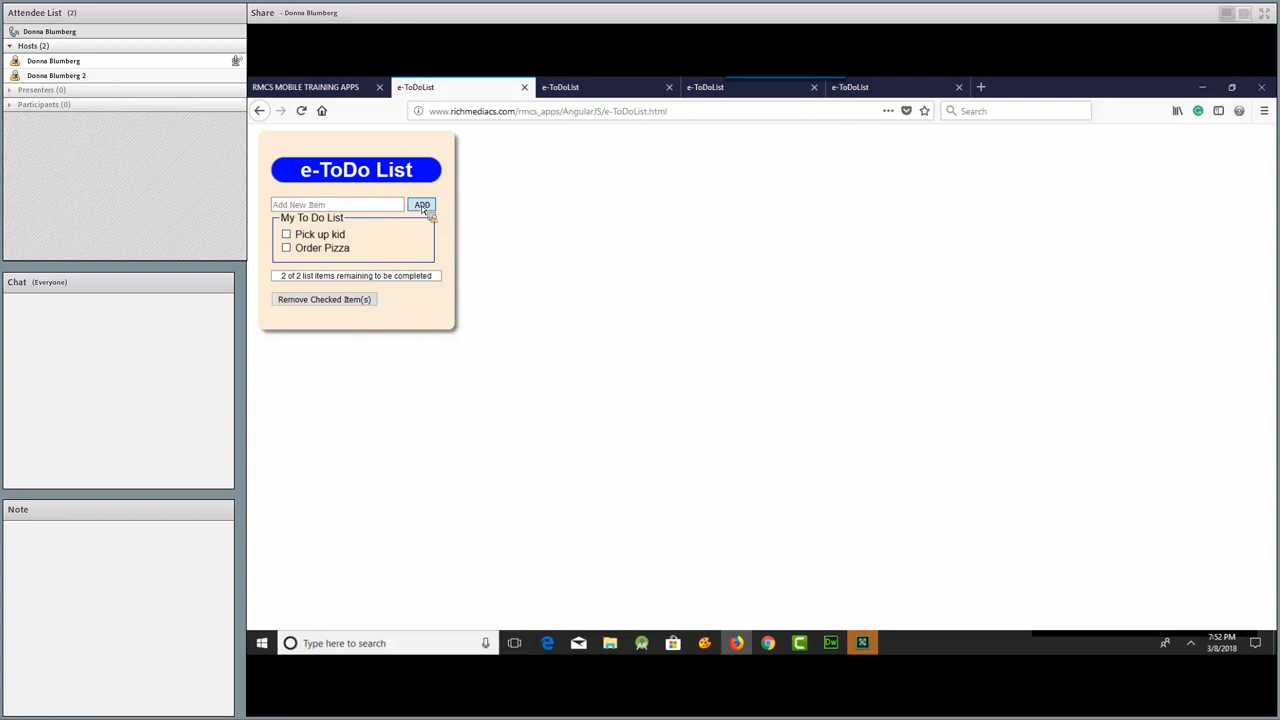 Attendee List (2)
Donna Blumberg
Hosts (2)
Donna Blumberg
Donna Blumberg 2
Presenters (0)
Participants (0)
Chat (Everyone)
Note
Share - Donna Blumberg
RMCS MOBILE TRAINING APPS
e-ToDoList
e-ToDoList
e-ToDoList
e-ToDoList
www.richmediacs.com/rmcs_apps/AngularJS/e-ToDoList.html
Search
e-ToDo List
Add New Item
ADD
My To Do List
Pick up kid
Order Pizza
2 of 2 list items remaining to be completed
Remove Checked Item(s)
Type here to search
Dw
7:52 PM
3/8/2018